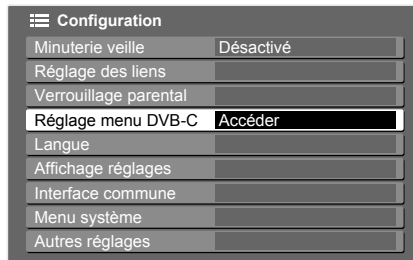 Configuration
Minuterie veille Désactivé
Réglage des liens
Verrouillage parental
Réglage menu DVB-C Accéder
Langue
Affichage réglages
Interface commune
Menu système
Autres réglages